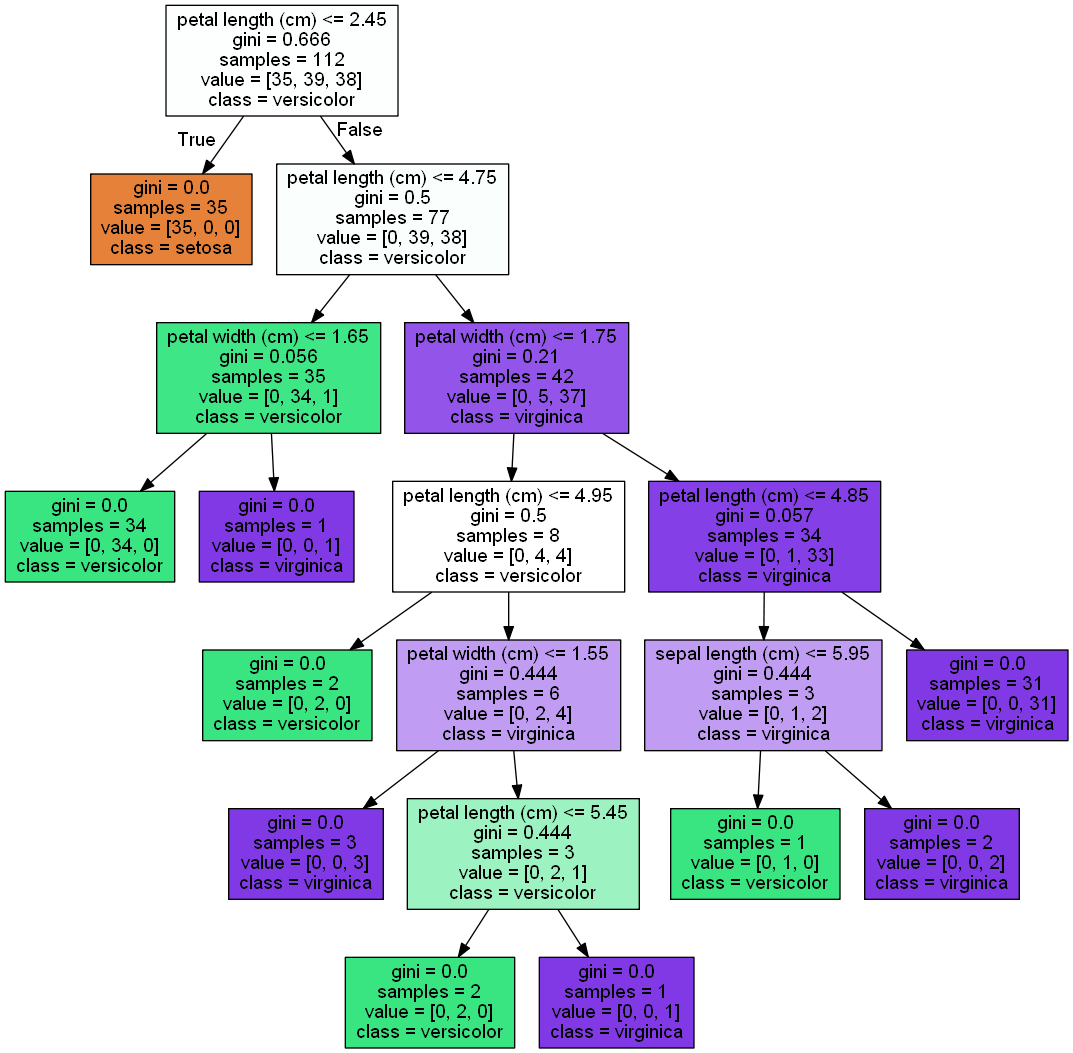 petal length (cm) <= 2.45
gini = 0.666
samples = 112
value = [35, 39, 38]
class = versicolor
True
False
gini = 0.0
samples = 35
value = [35, 0, 0]
class = setosa
petal length (cm) <= 4.75
gini = 0.5
samples = 77
value = [0, 39, 38]
class = versicolor
petal width (cm) <= 1.65
gini = 0.056
samples = 35
value = [0, 34, 1]
class = versicolor
petal width (cm) <= 1.75
gini = 0.21
samples = 42
value = [0, 5, 37]
class = virginica
gini = 0.0
samples = 34
value = [0, 34, 0]
class = versicolor
gini = 0.0
samples = 1
value = [0, 0, 1]
class = virginica
petal length (cm) <= 4.95
gini = 0.5
samples = 8
value = [0, 4, 4]
class = versicolor
petal length (cm) <= 4.85
gini = 0.057
samples = 34
value = [0, 1, 33]
class = virginica
gini = 0.0
samples = 2
value = [0, 2, 0]
class = versicolor
petal width (cm) <= 1.55
gini = 0.444
samples = 6
value = [0, 2, 4]
class = virginica
sepal length (cm) <= 5.95
gini = 0.444
samples = 3
value = [0, 1, 2]
class = virginica
gini = 0.0
samples = 31
value = [0, 0, 31]
class = virginica
gini = 0.0
samples = 3
value = [0, 0, 3]
class = virginica
petal length (cm) <= 5.45
gini = 0.444
samples = 3
value = [0, 2, 1]
class = versicolor
gini = 0.0
samples = 1
value = [0, 1, 0]
class = versicolor
gini = 0.0
samples = 2
value = [0, 0, 2]
class = virginica
gini = 0.0
samples = 2
value = [0, 2, 0]
class = versicolor
gini = 0.0
samples = 1
value = [0, 0, 1]
class = virginica